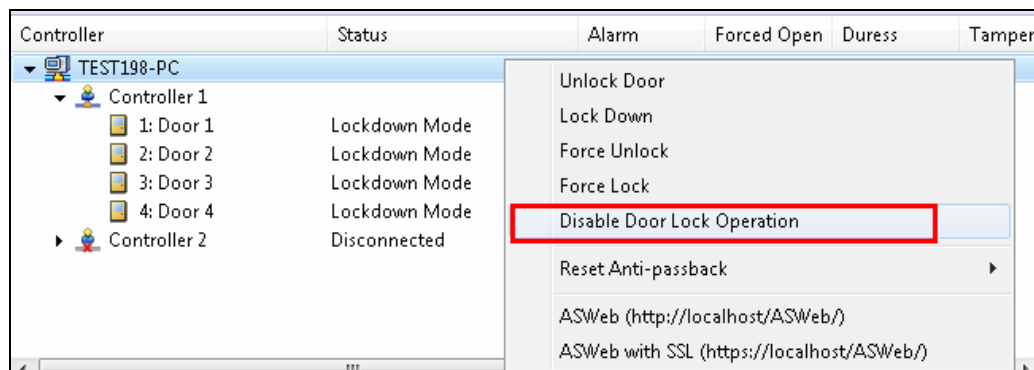 Controller Status Alarm Forced Open Duress Tamper
TEST198-PC
Controller 1
1: Door 1 Lockdown Mode
2: Door 2 Lockdown Mode
3: Door 3 Lockdown Mode
4: Door 4 Lockdown Mode
Controller 2 Disconnected
Unlock Door
Lock Down
Force Unlock
Force Lock
Disable Door Lock Operation
Reset Anti-passback
ASWeb (http://localhost/ASWeb/)
ASWeb with SSL (https://localhost/ASWeb/)